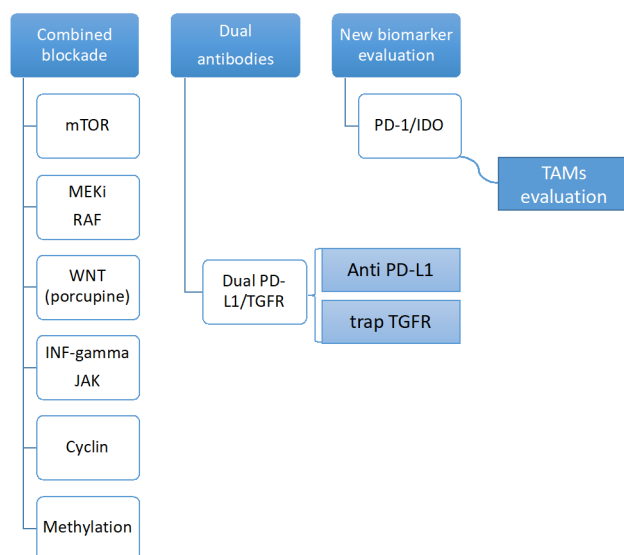 Combined
blockade
mTOR
MEKi
RAF
WNT
(porcupine)
INF-gamma
JAK
Cyclin
Methylation
Dual
antibodies
Dual PD-
L1/TGFR
Anti PD-L1
trap TGFR
New biomarker
evaluation
PD-1/IDO
TAMs
evaluation